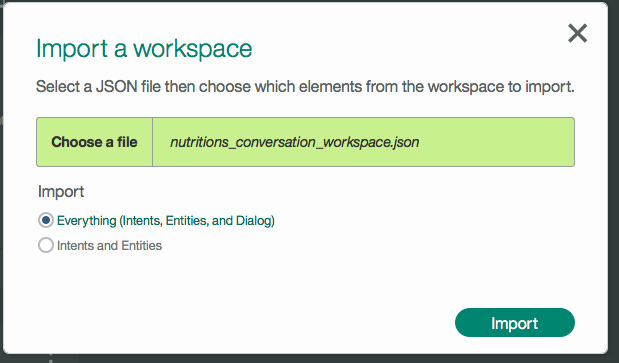 Import a workspace
Select a JSON file then choose which elements from the workspace to import.
Choose a file nutritions_conversation_workspace.json
Import
Everything (Intents, Entities, and Dialog)
Intents and Entities
Import